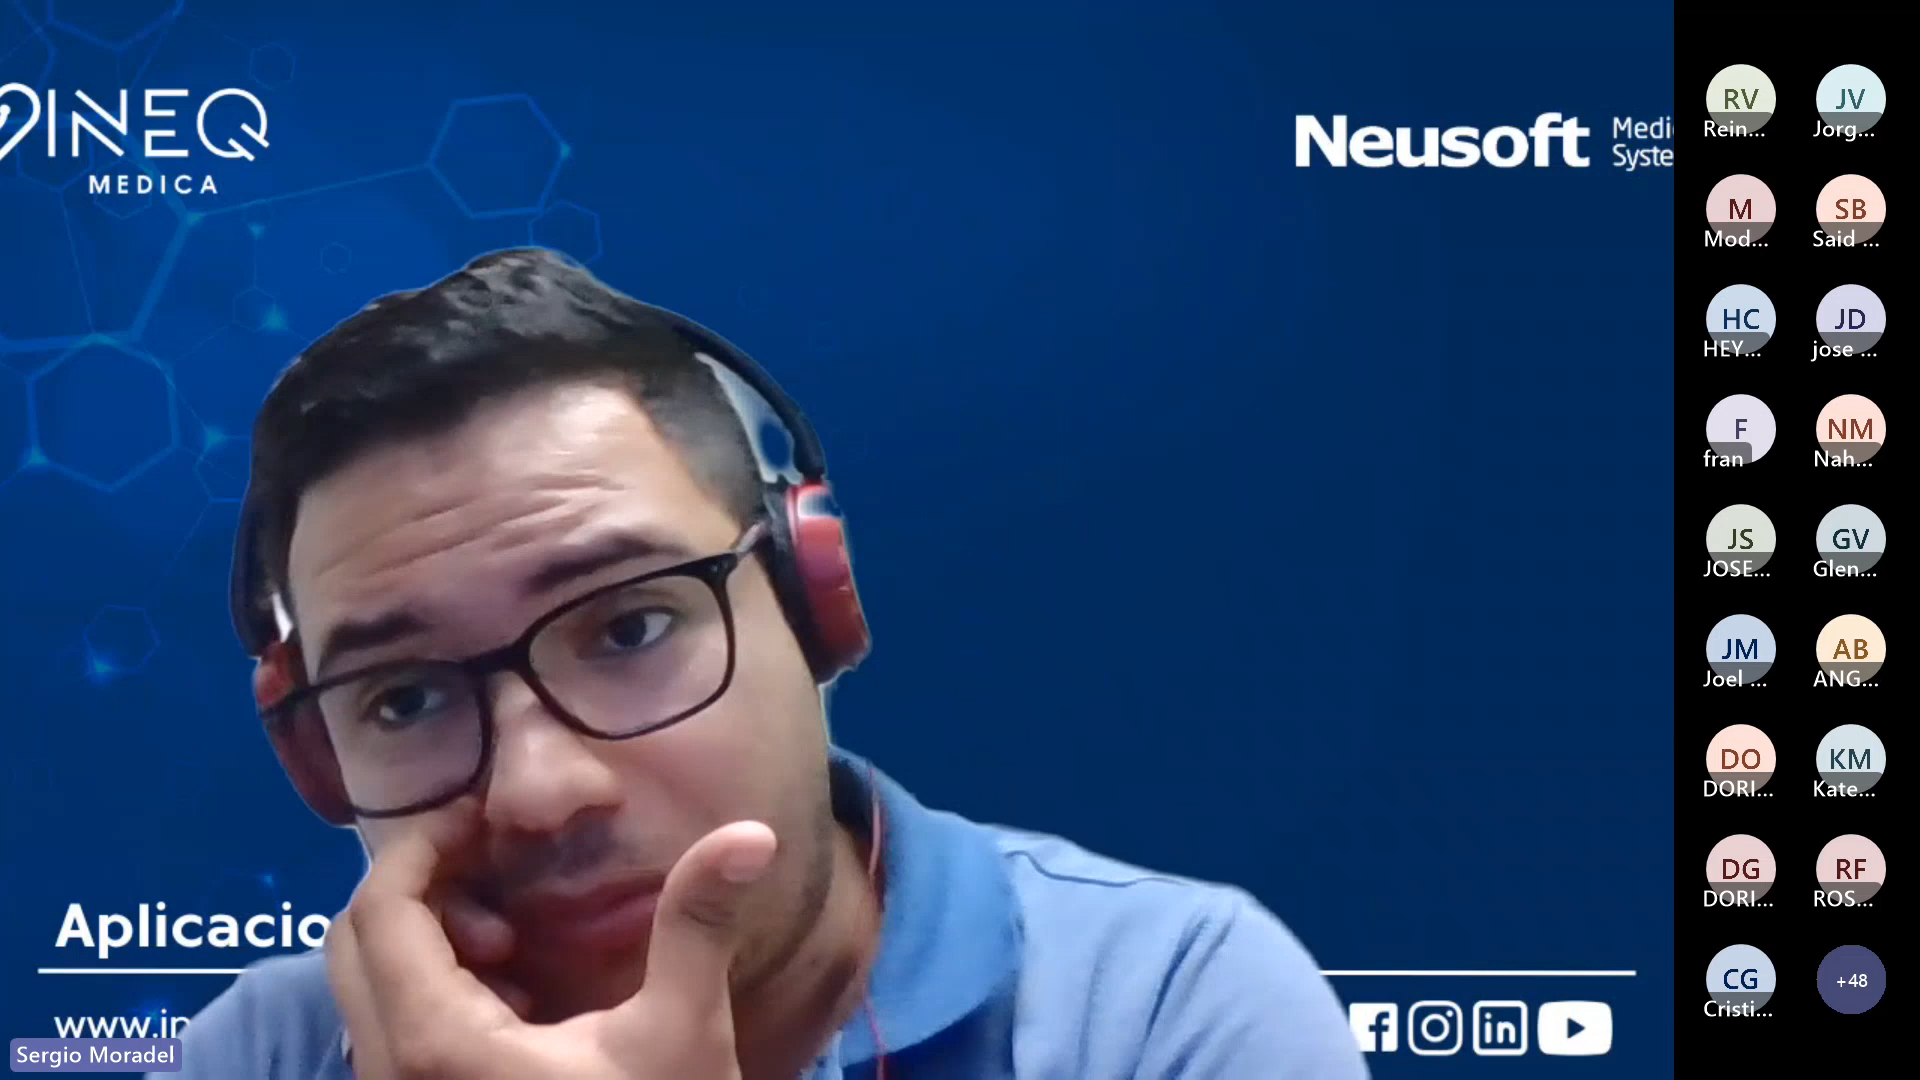 INEQ
MEDICA
Neusoft
Medi
Syste
Aplicacio
www.in
Sergio Moradel
RV
Rein...
JV
Jorg...
M
Mod...
SB
Said ...
HC
HEY...
JD
jose ...
F
fran
NM
Nah...
JS
JOSE...
GV
Glen...
JM
Joel ...
AB
ANG...
DO
DORI...
KM
Kate...
DG
DORI...
RF
ROS...
CG
Cristi...
+48